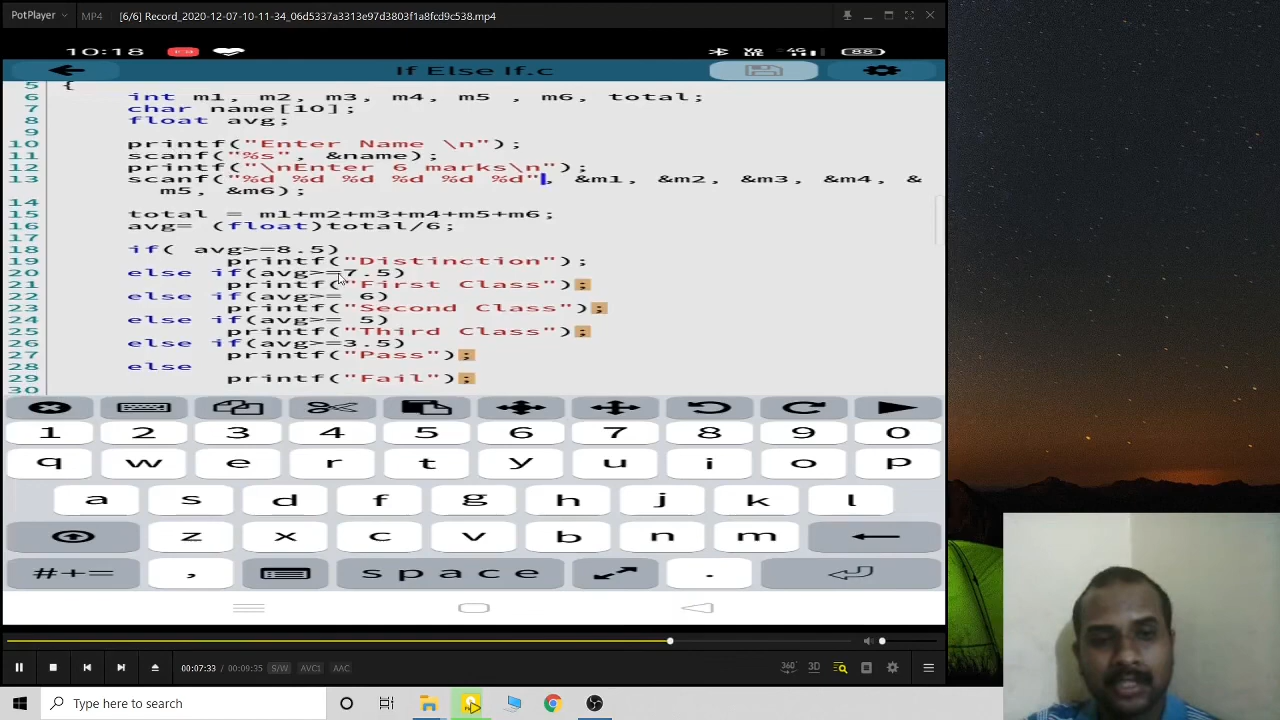 PotPlayer MP4 [6/6] Record_2020-12-07-10-11-34_06d5337a3313e97d3803f1a8fcd9c538.mp4
10:18 4G 88
If Else If.c
5 {
6 int m1, m2, m3, m4, m5 , m6, total;
7 char name[10];
8 float avg;
9
10 printf("Enter Name \n");
11 scanf("%s", &name);
12 printf("\nEnter 6 marks\n");
13 scanf("%d %d %d %d %d %d", &m1, &m2, &m3, &m4, &
m5, &m6);
14
15 total = m1+m2+m3+m4+m5+m6;
16 avg= (float)total/6;
17
18 if( avg>=8.5)
19 printf("Distinction");
20 else if(avg>=7.5)
21 printf("First Class");
22 else if(avg>= 6)
23 printf("Second Class");
24 else if(avg>= 5)
25 printf("Third Class");
26 else if(avg>=3.5)
27 printf("Pass");
28 else
29 printf("Fail");
30
1 2 3 4 5 6 7 8 9 0
q w e r t y u i o p
a s d f g h j k l
z x c v b n m
#+= , space .
00:07:33 / 00:09:35 S/W AVC1 AAC 360° 3D
Type here to search